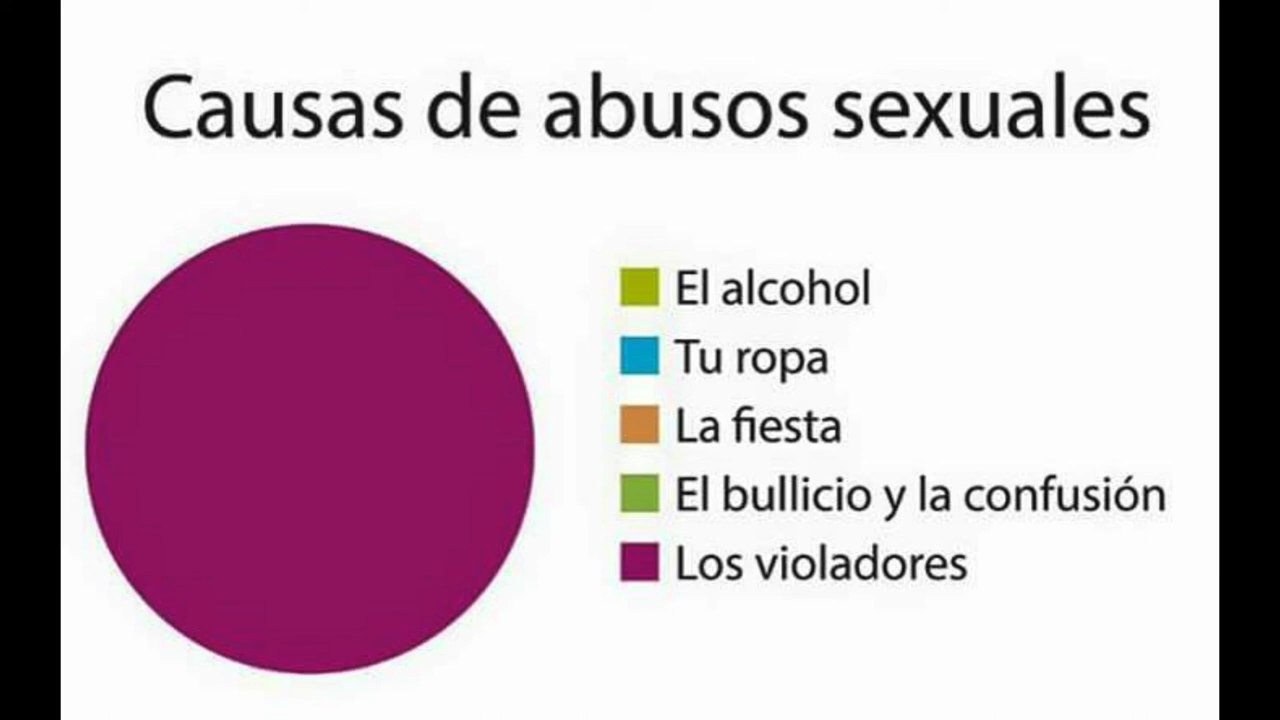 Causas de abusos sexuales
El alcohol
Tu ropa
La fiesta
El bullicio y la confusión
Los violadores